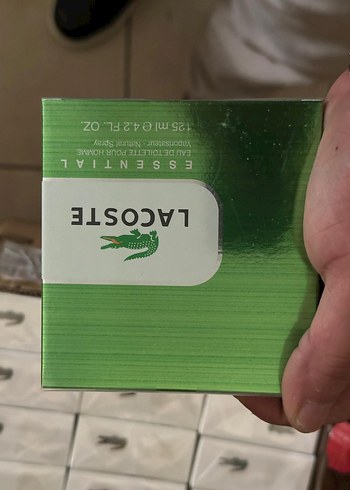 LACOSTE
ESSENTIAL
EAU DE TOILETTE POUR HOMME
Vaporisateur · Natural Spray
125 ml ℮ 4.2 FL. OZ.